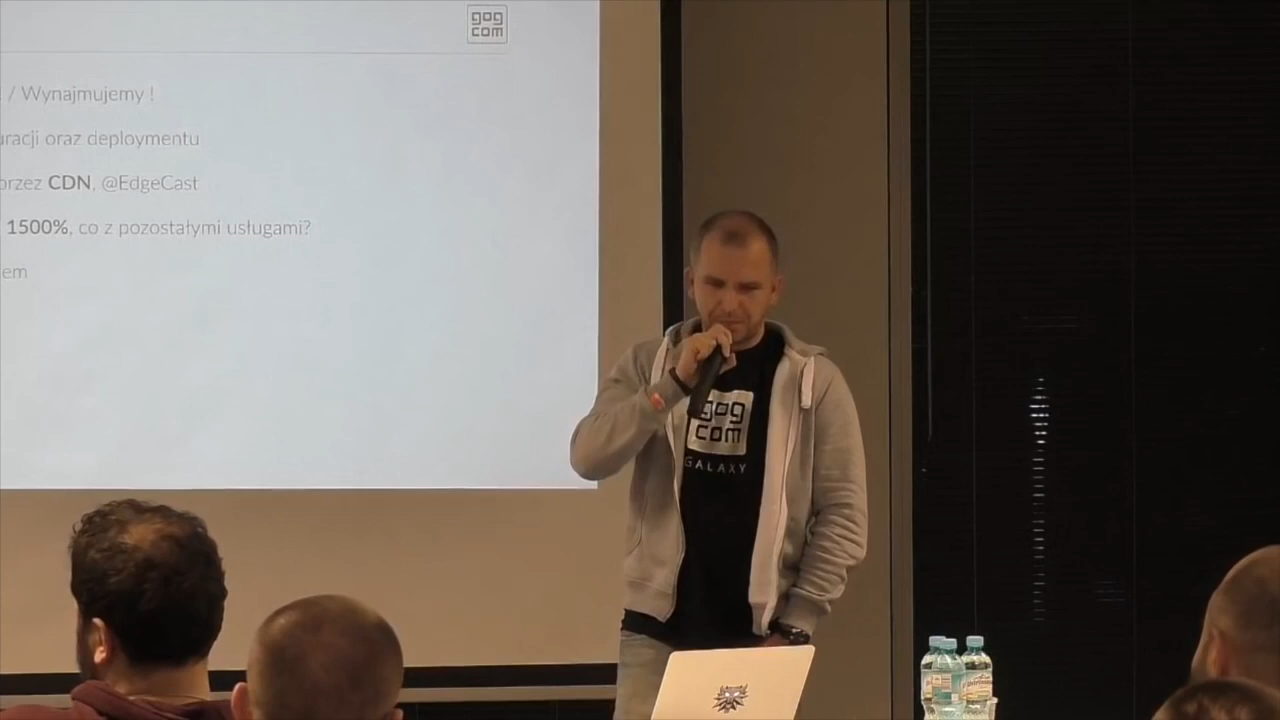 gog
com
/ Wynajmujemy !
uracji oraz deploymentu
przez CDN, @EdgeCast
1500%, co z pozostałymi usługami?
em
gog
com
GALAXY